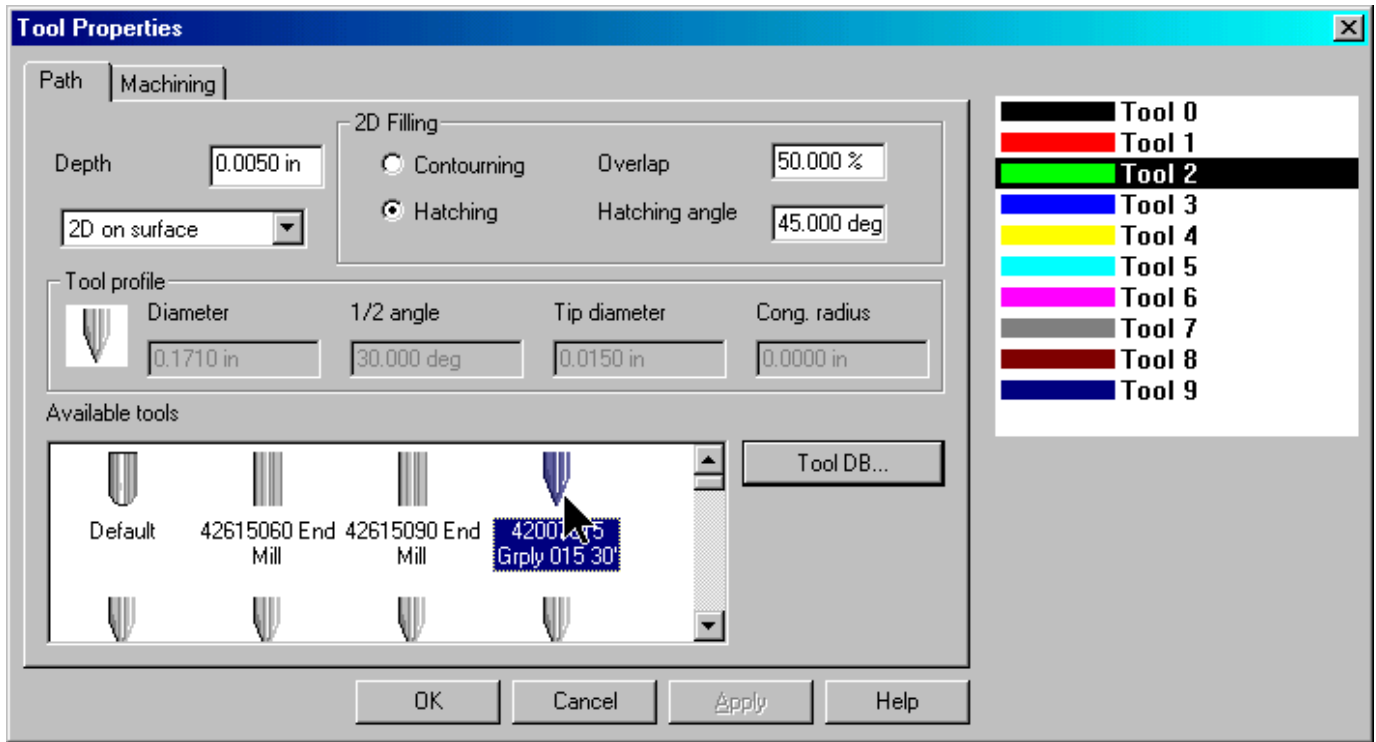 Tool Properties
Path
Machining
Depth
0.0050 in
2D on surface
2D Filling
Contourning
Hatching
Overlap
50.000 %
Hatching angle
45.000 deg
Tool profile
Diameter
1/2 angle
Tip diameter
Cong. radius
0.1710 in
30.000 deg
0.0150 in
0.0000 in
Available tools
Default
42615060 End
Mill
42615090 End
Mill
Grply 015 30'
Tool DB...
OK
Cancel
Apply
Help
Tool 0
Tool 1
Tool 2
Tool 3
Tool 4
Tool 5
Tool 6
Tool 7
Tool 8
Tool 9